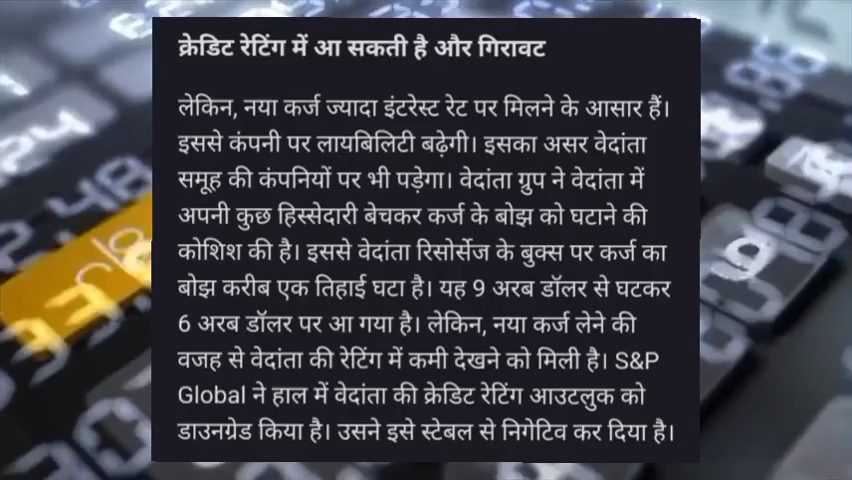 क्रेडिट रेटिंग में आ सकती है और गिरावट
लेकिन, नया कर्ज ज्यादा इंटरेस्ट रेट पर मिलने के आसार हैं।
इससे कंपनी पर लायबिलिटी बढ़ेगी। इसका असर वेदांता
समूह की कंपनियों पर भी पड़ेगा। वेदांता ग्रुप ने वेदांता में
अपनी कुछ हिस्सेदारी बेचकर कर्ज के बोझ को घटाने की
कोशिश की है। इससे वेदांता रिसोर्सेज के बुक्स पर कर्ज का
बोझ करीब एक तिहाई घटा है। यह 9 अरब डॉलर से घटकर
6 अरब डॉलर पर आ गया है। लेकिन, नया कर्ज लेने की
वजह से वेदांता की रेटिंग में कमी देखने को मिली है। S&P
Global ने हाल में वेदांता की क्रेडिट रेटिंग आउटलुक को
डाउनग्रेड किया है। उसने इसे स्टेबल से निगेटिव कर दिया है।